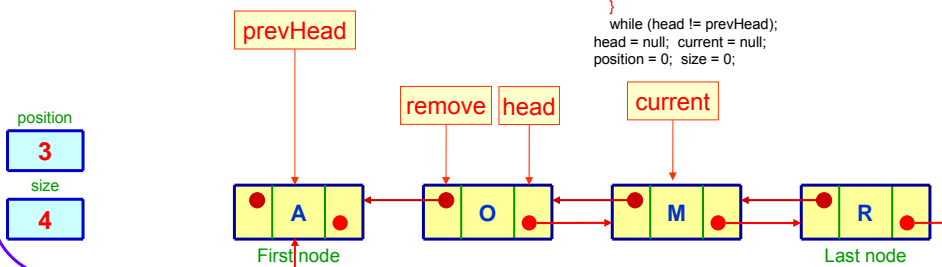 }
while (head != prevHead);
head = null;  current = null;
position = 0;  size = 0;
prevHead
remove
head
current
position
3
size
4
A
O
M
R
First node
Last node